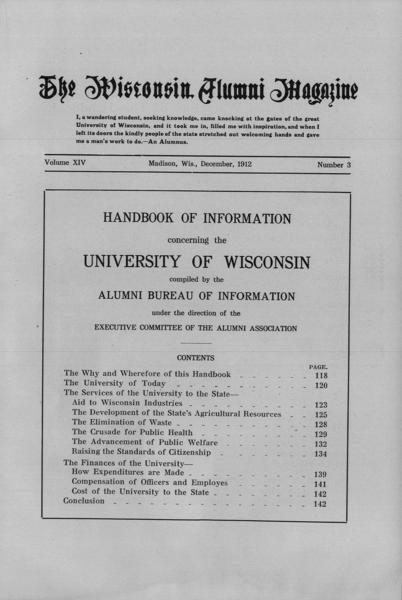 The Wisconsin Alumni Magazine
I, a wandering student, seeking knowledge, came knocking at the gates of the great
University of Wisconsin, and it took me in, filled me with inspiration, and when I
left its doors the kindly people of the state stretched out welcoming hands and gave
me a man's work to do.—An Alumnus.
Volume XIV Madison, Wis., December, 1912 Number 3
HANDBOOK OF INFORMATION
concerning the
UNIVERSITY OF WISCONSIN
compiled by the
ALUMNI BUREAU OF INFORMATION
under the direction of the
EXECUTIVE COMMITTEE OF THE ALUMNI ASSOCIATION
CONTENTS
PAGE.
The Why and Wherefore of this Handbook - - - - - - 118
The University of Today - - - - - - - - - - 120
The Services of the University to the State—
Aid to Wisconsin Industries - - - - - - - - - 123
The Development of the State's Agricultural Resources - - 125
The Elimination of Waste - - - - - - - - - - 128
The Crusade for Public Health - - - - - - - - 129
The Advancement of Public Welfare - - - - - - - 132
Raising the Standards of Citizenship - - - - - - - 134
The Finances of the University—
How Expenditures are Made - - - - - - - - - 139
Compensation of Officers and Employes - - - - - - 141
Cost of the University to the State - - - - - - - 142
Conclusion - - - - - - - - - - - - - 142